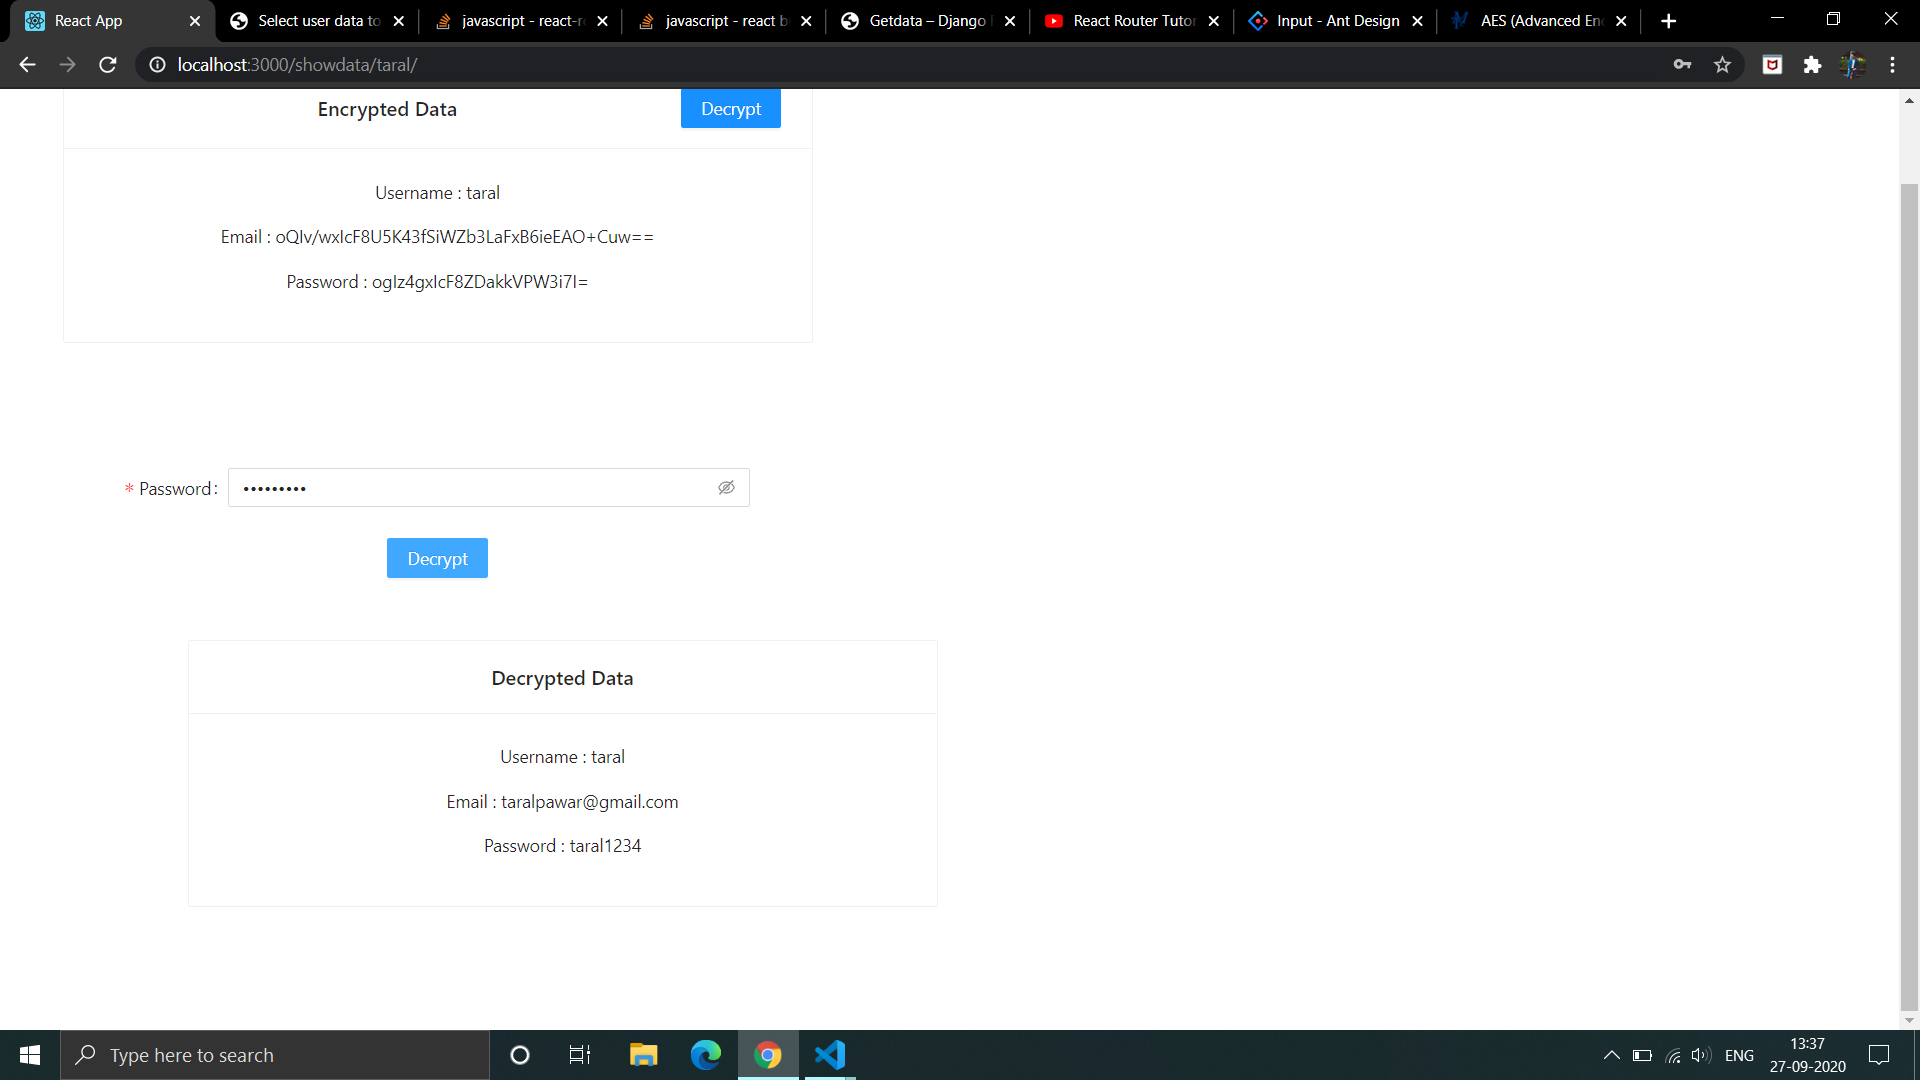 React App
Select user data to
javascript - react-r
javascript - react b
Getdata – Django
React Router Tutor
Input - Ant Design
AES (Advanced En
localhost:3000/showdata/taral/
Encrypted Data
Decrypt
Username : taral
Email : oQIv/wxIcF8U5K43fSiWZb3LaFxB6ieEAO+Cuw==
Password : ogIz4gxIcF8ZDakkVPW3i7I=
* Password:
•••••••••
Decrypt
Decrypted Data
Username : taral
Email : taralpawar@gmail.com
Password : taral1234
Type here to search
ENG
13:37
27-09-2020